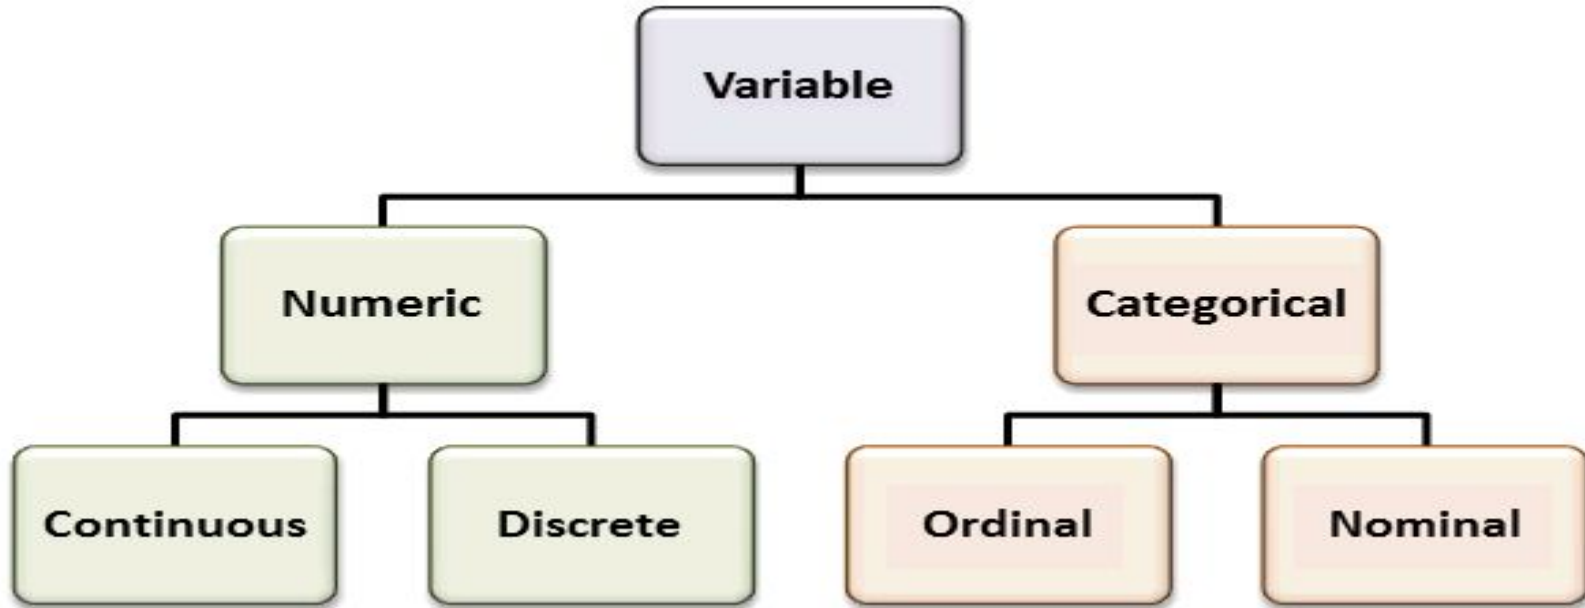 Variable
Numeric
Categorical
Continuous
Discrete
Ordinal
Nominal